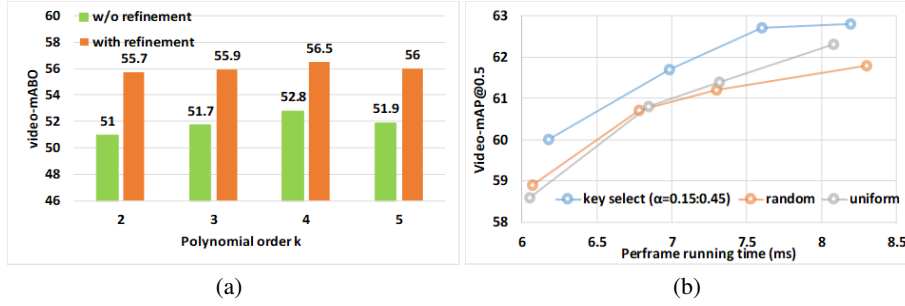 60
58
56
54
52
50
48
46
video-mABO
w/o refinement
with refinement
51
55.7
51.7
55.9
52.8
56.5
51.9
56
2
3
4
5
Polynomial order k
(a)
63
62
61
60
59
58
Video-mAP@0.5
key select (α=0.15:0.45)
random
uniform
6
6.5
7
7.5
8
8.5
Perframe running time (ms)
(b)